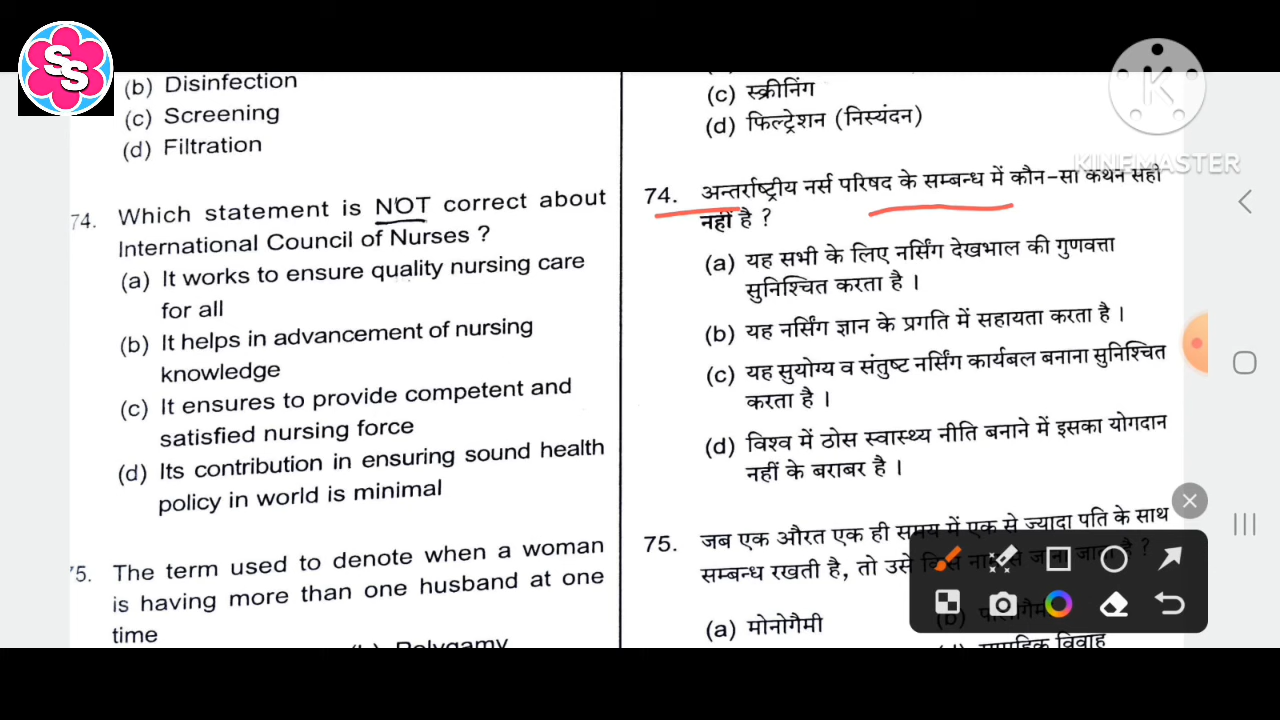 SS
(b) Disinfection
(c) Screening
(d) Filtration
74. Which statement is NOT correct about
International Council of Nurses ?
(a) It works to ensure quality nursing care
for all
(b) It helps in advancement of nursing
knowledge
(c) It ensures to provide competent and
satisfied nursing force
(d) Its contribution in ensuring sound health
policy in world is minimal
75. The term used to denote when a woman
is having more than one husband at one
time
Polygamy
(c) स्क्रीनिंग
(d) फिल्ट्रेशन (निस्यंदन)
K
KINEMASTER
74. अन्तर्राष्ट्रीय नर्स परिषद के सम्बन्ध में कौन-सा कथन सही
नहीं है ?
(a) यह सभी के लिए नर्सिंग देखभाल की गुणवत्ता
सुनिश्चित करता है ।
(b) यह नर्सिंग ज्ञान के प्रगति में सहायता करता है ।
(c) यह सुयोग्य व संतुष्ट नर्सिंग कार्यबल बनाना सुनिश्चित
करता है ।
(d) विश्व में ठोस स्वास्थ्य नीति बनाने में इसका योगदान
नहीं के बराबर है ।
75. जब एक औरत एक ही समय में एक से ज्यादा पति के साथ
सम्बन्ध रखती है, तो उसे किस नाम से जाना जाता है ?
(a) मोनोगैमी